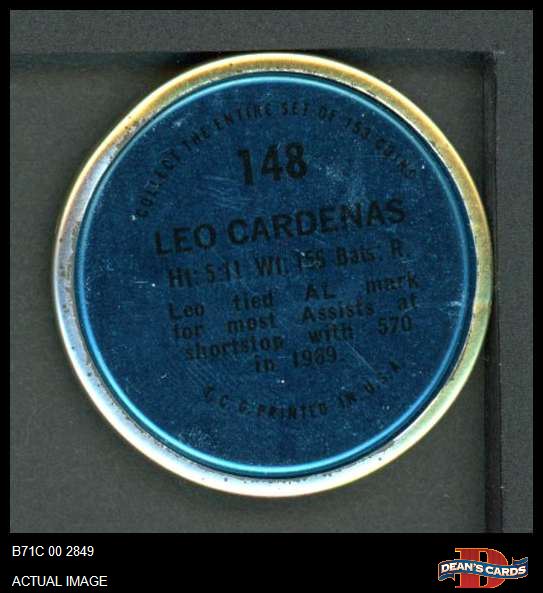 COLLECT THE ENTIRE SET OF 153 COINS
148
LEO CARDENAS
Ht: 5-11 Wt. 155 Bats. R
Leo tied AL mark
for most Assists at
shortstop with 570
in 1969
T.C.G. PRINTED IN U.S.A.
B71C 00 2849
ACTUAL IMAGE
D
DEAN'S CARDS